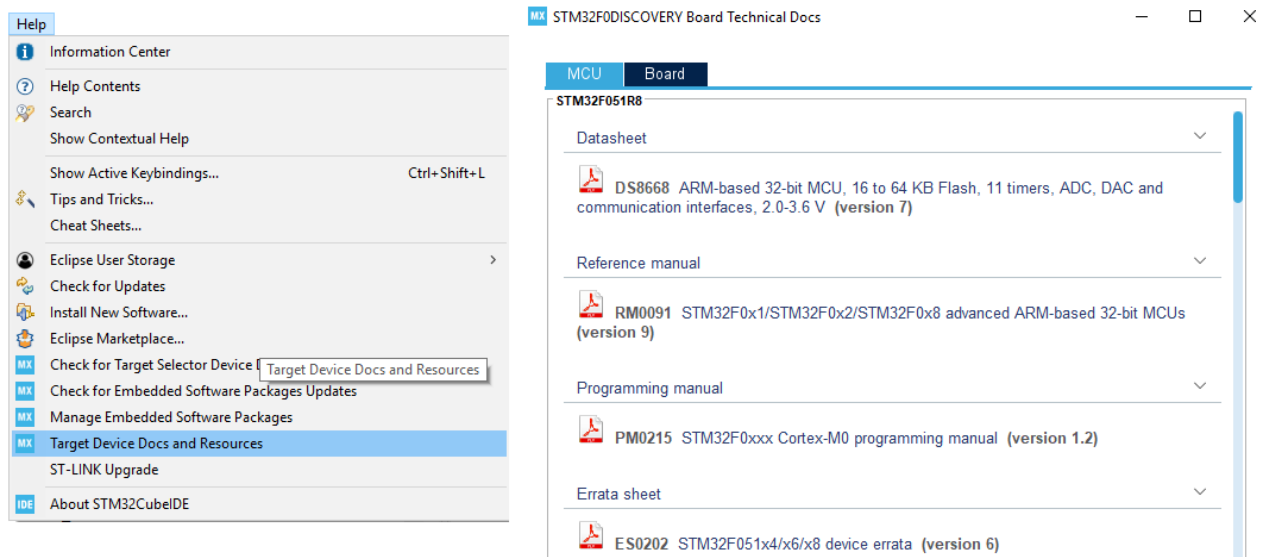 Help
Information Center
Help Contents
Search
Show Contextual Help
Show Active Keybindings... Ctrl+Shift+L
Tips and Tricks...
Cheat Sheets...
Eclipse User Storage
Check for Updates
Install New Software...
Eclipse Marketplace...
MX Check for Target Selector Device
Target Device Docs and Resources
MX Check for Embedded Software Packages Updates
MX Manage Embedded Software Packages
MX Target Device Docs and Resources
ST-LINK Upgrade
IDE About STM32CubeIDE
MX STM32F0DISCOVERY Board Technical Docs
MCU Board
STM32F051R8
Datasheet
DS8668 ARM-based 32-bit MCU, 16 to 64 KB Flash, 11 timers, ADC, DAC and
communication interfaces, 2.0-3.6 V (version 7)
Reference manual
RM0091 STM32F0x1/STM32F0x2/STM32F0x8 advanced ARM-based 32-bit MCUs
(version 9)
Programming manual
PM0215 STM32F0xxx Cortex-M0 programming manual (version 1.2)
Errata sheet
ES0202 STM32F051x4/x6/x8 device errata (version 6)